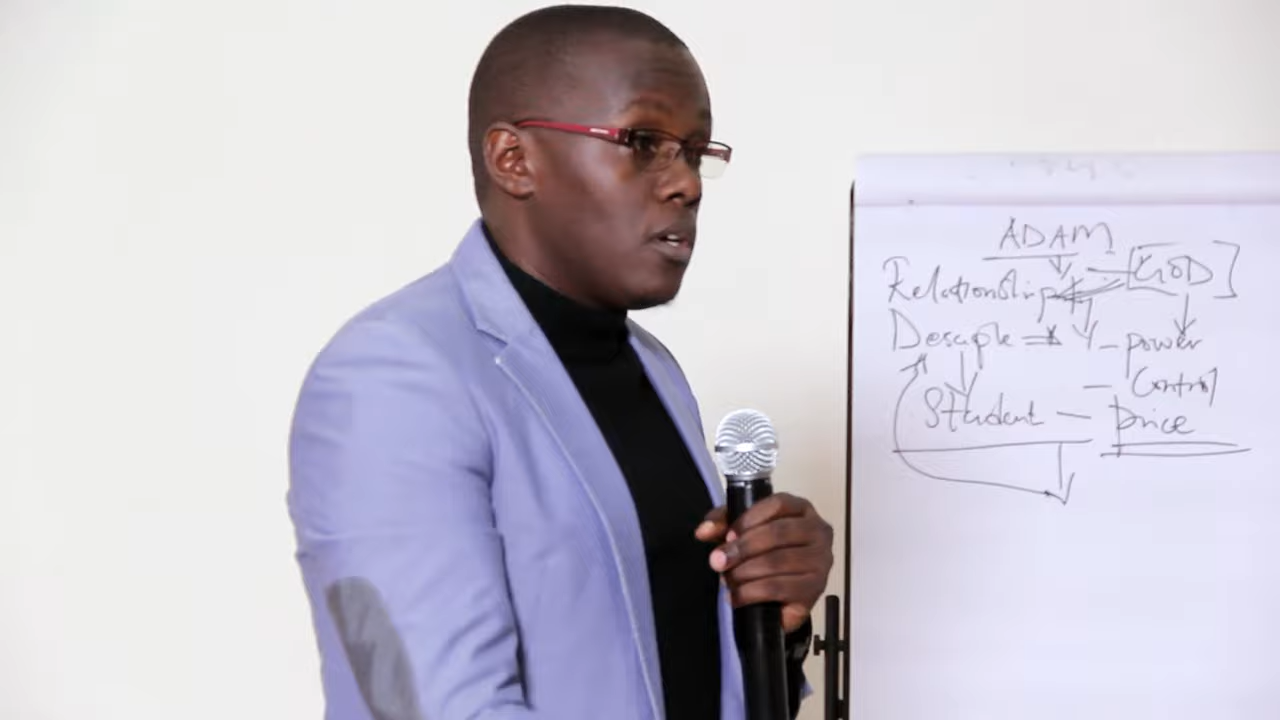 ADAM
Relationship [GOD]
Desciple Y - power
- Control
Student - price